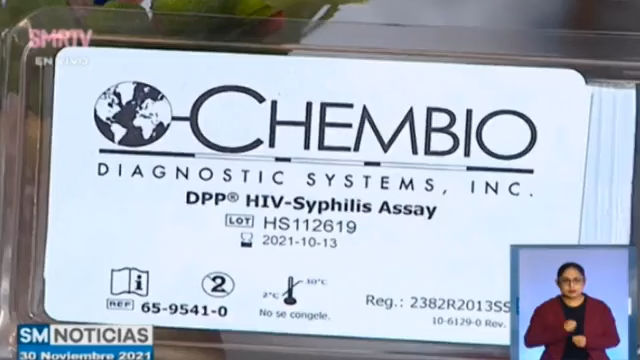 SMRTV
EN VIVO
CHEMBIO
DIAGNOSTIC SYSTEMS, INC.
DPP® HIV-Syphilis Assay
LOT HS112619
2021-10-13
i
2
2°C 30°C
REF 65-9541-0
No se congele.
Reg.: 2382R2013SS
10-6129-0 Rev.
SM NOTICIAS
30 Noviembre 2021